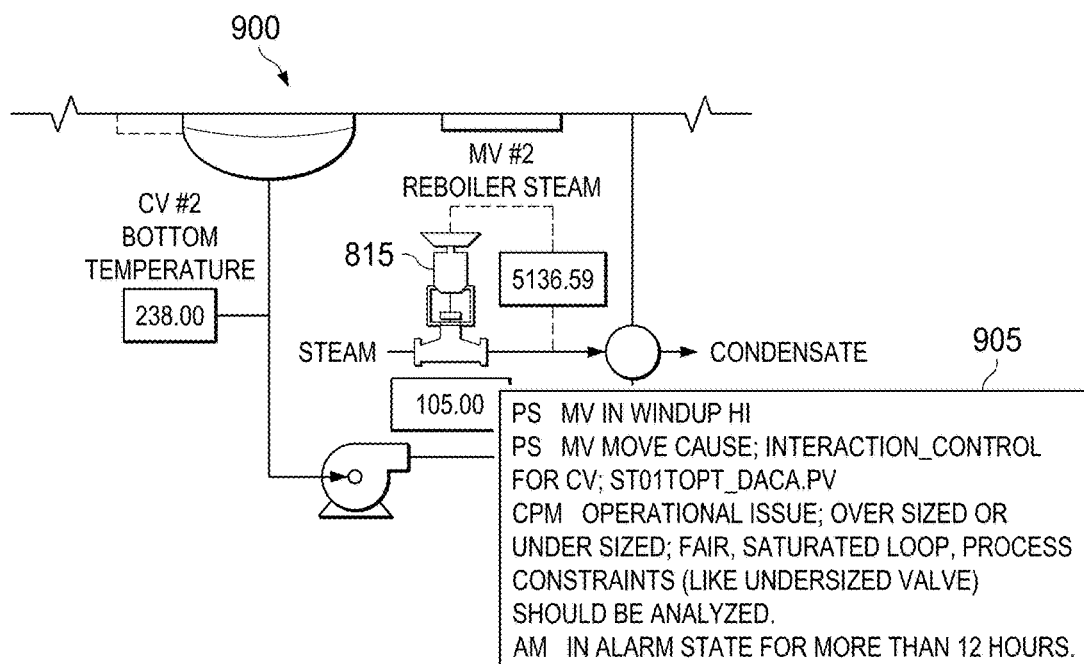 900
MV #2
REBOILER STEAM
CV #2
BOTTOM
TEMPERATURE
238.00
815
5136.59
STEAM
CONDENSATE
905
105.00
PS MV IN WINDUP HI
PS MV MOVE CAUSE; INTERACTION_CONTROL
FOR CV; ST01TOPT_DACA.PV
CPM OPERATIONAL ISSUE; OVER SIZED OR
UNDER SIZED; FAIR, SATURATED LOOP, PROCESS
CONSTRAINTS (LIKE UNDERSIZED VALVE)
SHOULD BE ANALYZED.
AM IN ALARM STATE FOR MORE THAN 12 HOURS.